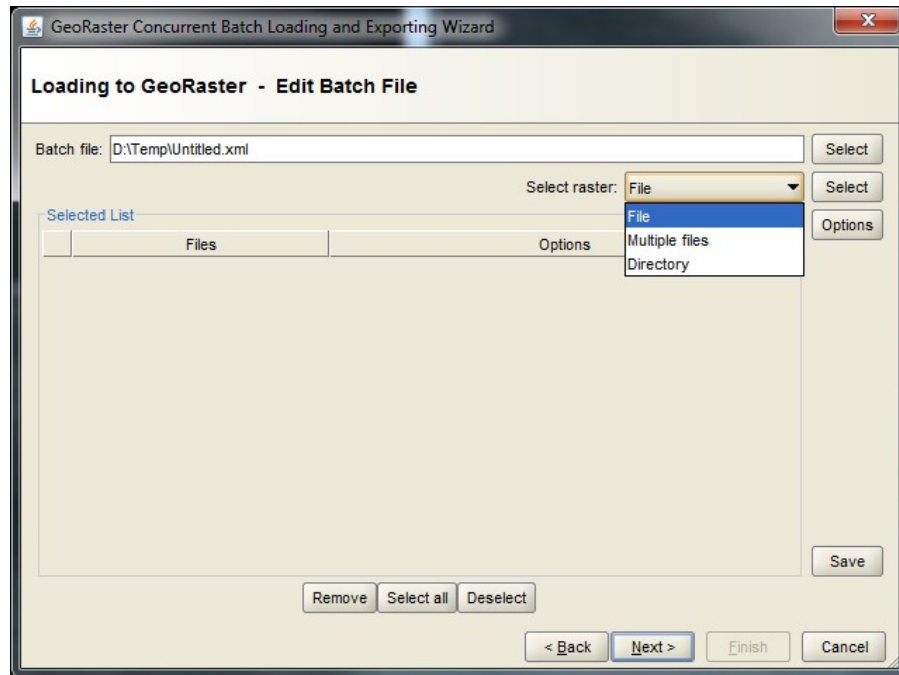 GeoRaster Concurrent Batch Loading and Exporting Wizard
Loading to GeoRaster - Edit Batch File
Batch file: D:\Temp\Untitled.xml Select
Select raster: File Select
Selected List File Options
Files Options Multiple files
Directory
Save
Remove Select all Deselect
< Back Next > Finish Cancel